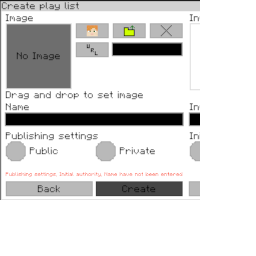 Create play list
Image
In
No Image
URL
Drag and drop to set image
Name
In
Publishing settings
In
Public
Private
Publishing settings, Initial authority, Name have not been entered
Back
Create